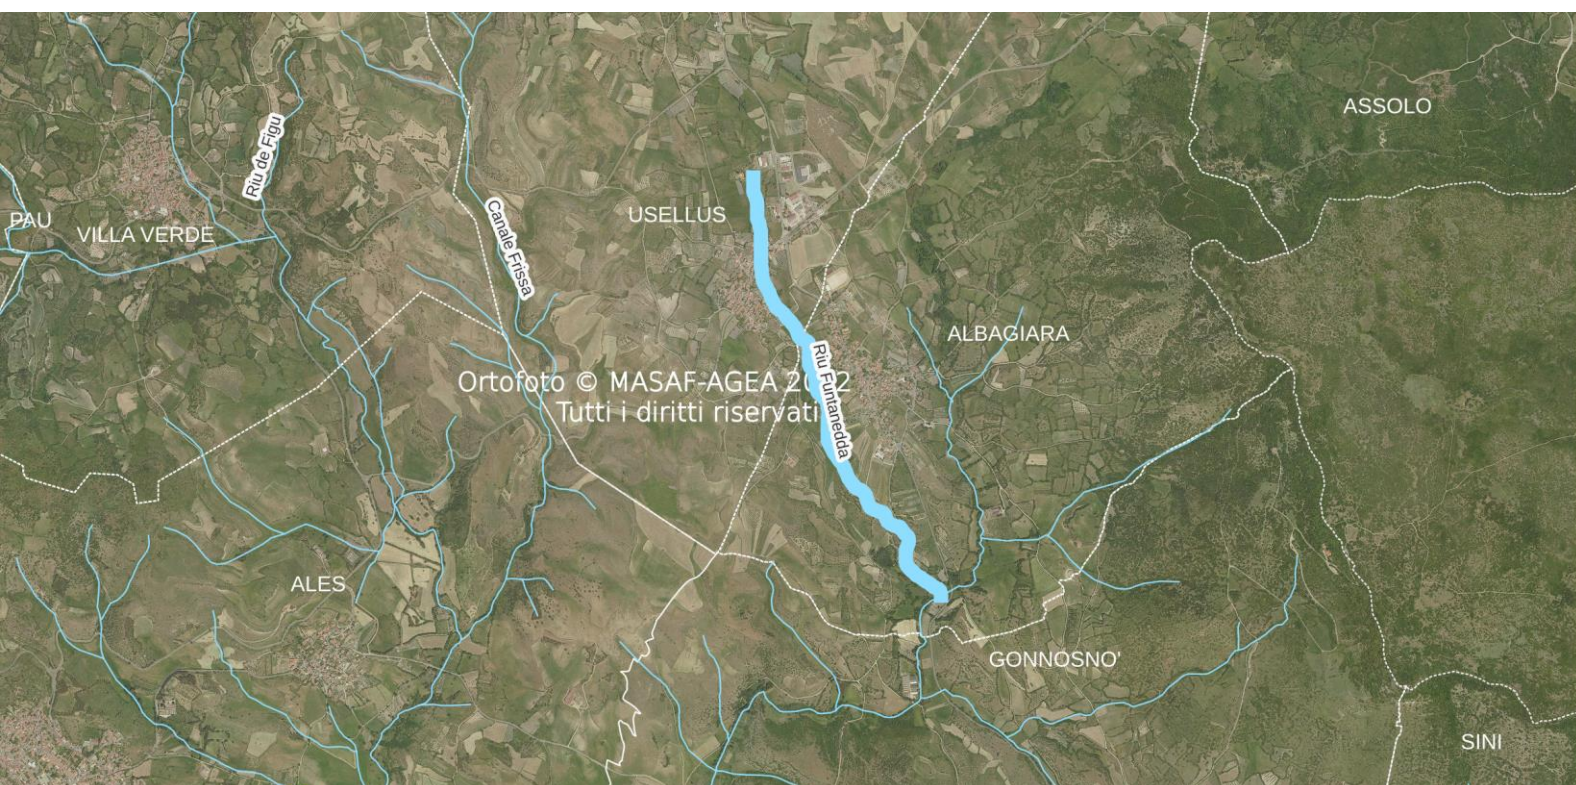 ASSOLO
Riu de Figu
PAU
VILLA VERDE
USELLUS
Canale Frissa
ALBAGIARA
Ortofoto © MASAF-AGEA 2022
Tutti i diritti riservati
Riu Funtanedda
ALES
GONNOSNO'
SINI